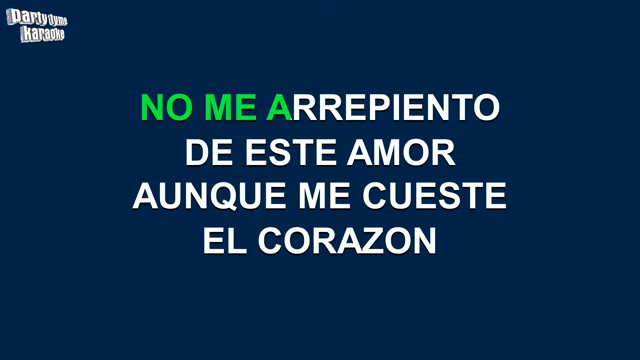 Party Tyme
Karaoke
NO ME ARREPIENTO
DE ESTE AMOR
AUNQUE ME CUESTE
EL CORAZON